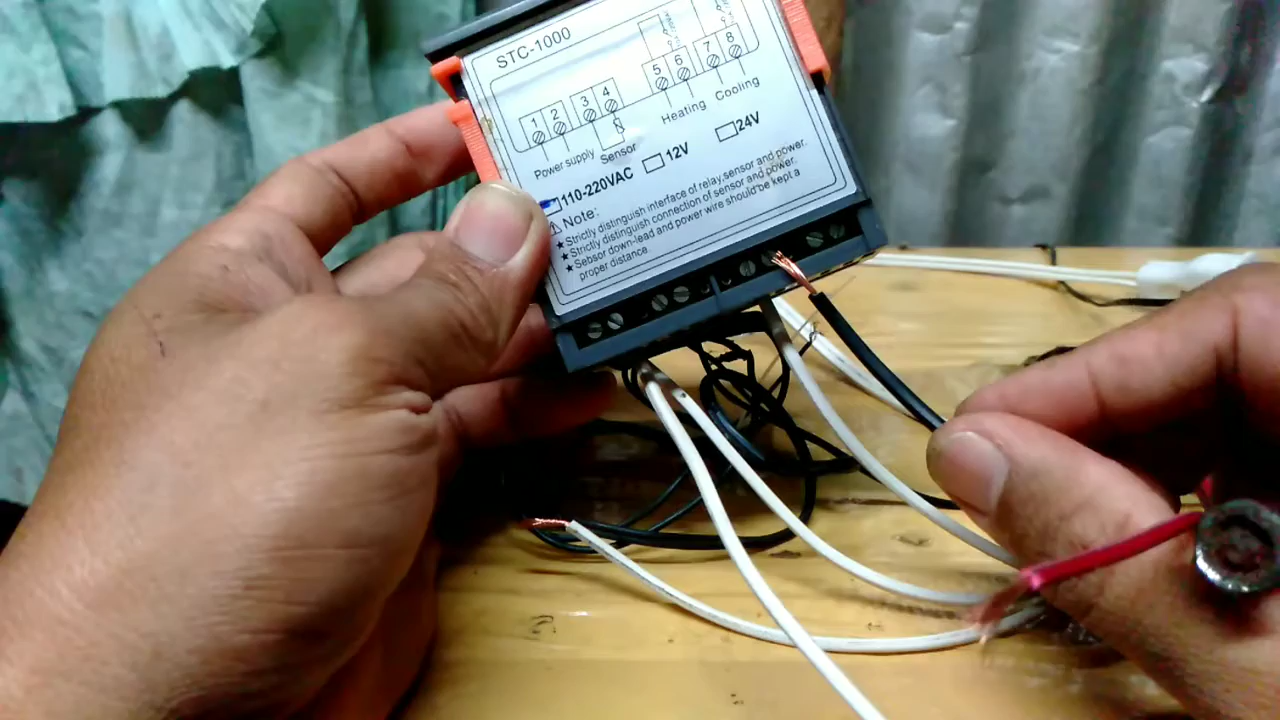 STC-1000
1 2 3 4 5 6 7 8
Power supply Sensor Heating Cooling
110-220VAC 12V 24V
Note:
★ Strictly distinguish interface of relay,sensor and power.
★ Strictly distinguish connection of sensor and power.
★ Sebsor down-lead and power wire should be kept a
proper distance